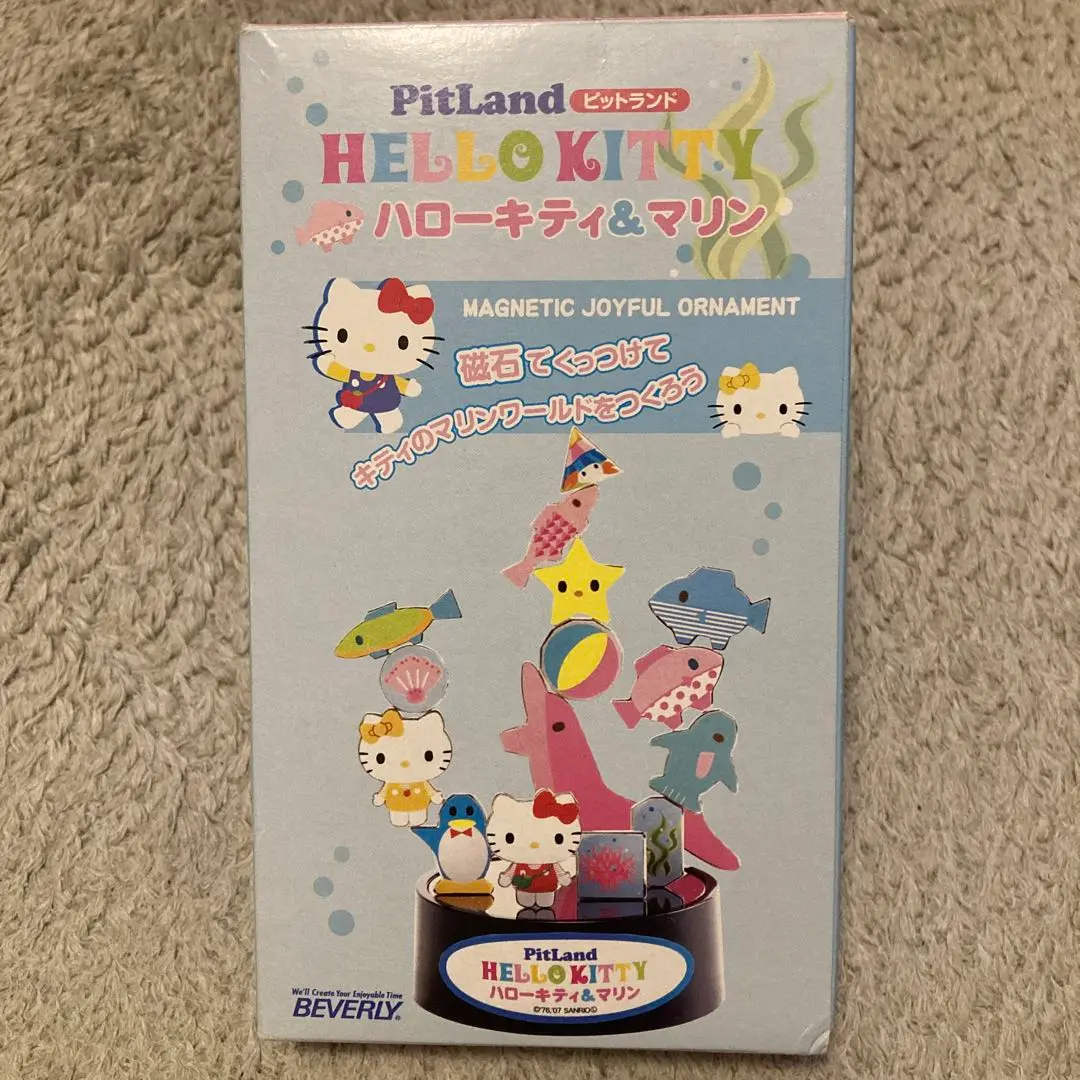 PitLand ピットランド
HELLO KITTY
ハローキティ&マリン
MAGNETIC JOYFUL ORNAMENT
磁石でくっつけて
キティのマリンワールドをつくろう
PitLand
HELLO KITTY
ハローキティ&マリン
©'76,'07 SANRIO©
We'll Create Your Enjoyable Time
BEVERLY®